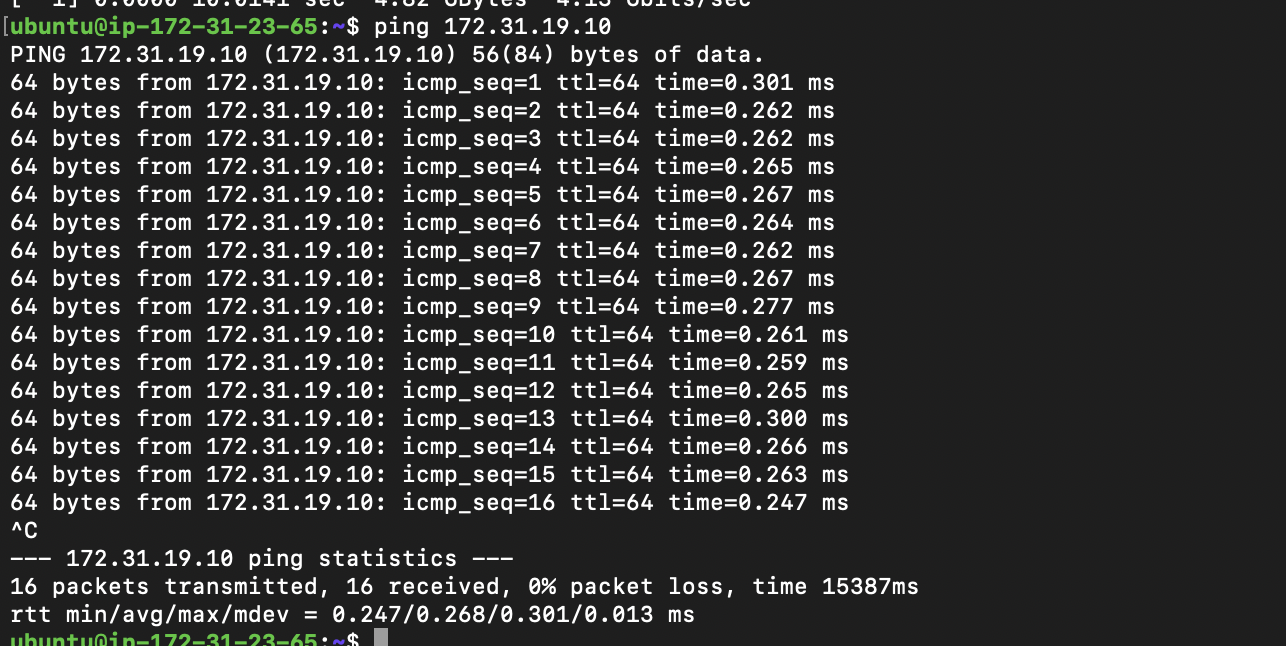 [  1] 0.0000-10.0141 sec  4.82 GBytes  4.13 Gbits/sec
[ubuntu@ip-172-31-23-65:~$ ping 172.31.19.10
PING 172.31.19.10 (172.31.19.10) 56(84) bytes of data.
64 bytes from 172.31.19.10: icmp_seq=1 ttl=64 time=0.301 ms
64 bytes from 172.31.19.10: icmp_seq=2 ttl=64 time=0.262 ms
64 bytes from 172.31.19.10: icmp_seq=3 ttl=64 time=0.262 ms
64 bytes from 172.31.19.10: icmp_seq=4 ttl=64 time=0.265 ms
64 bytes from 172.31.19.10: icmp_seq=5 ttl=64 time=0.267 ms
64 bytes from 172.31.19.10: icmp_seq=6 ttl=64 time=0.264 ms
64 bytes from 172.31.19.10: icmp_seq=7 ttl=64 time=0.262 ms
64 bytes from 172.31.19.10: icmp_seq=8 ttl=64 time=0.267 ms
64 bytes from 172.31.19.10: icmp_seq=9 ttl=64 time=0.277 ms
64 bytes from 172.31.19.10: icmp_seq=10 ttl=64 time=0.261 ms
64 bytes from 172.31.19.10: icmp_seq=11 ttl=64 time=0.259 ms
64 bytes from 172.31.19.10: icmp_seq=12 ttl=64 time=0.265 ms
64 bytes from 172.31.19.10: icmp_seq=13 ttl=64 time=0.300 ms
64 bytes from 172.31.19.10: icmp_seq=14 ttl=64 time=0.266 ms
64 bytes from 172.31.19.10: icmp_seq=15 ttl=64 time=0.263 ms
64 bytes from 172.31.19.10: icmp_seq=16 ttl=64 time=0.247 ms
^C
--- 172.31.19.10 ping statistics ---
16 packets transmitted, 16 received, 0% packet loss, time 15387ms
rtt min/avg/max/mdev = 0.247/0.268/0.301/0.013 ms
ubuntu@ip-172-31-23-65:~$